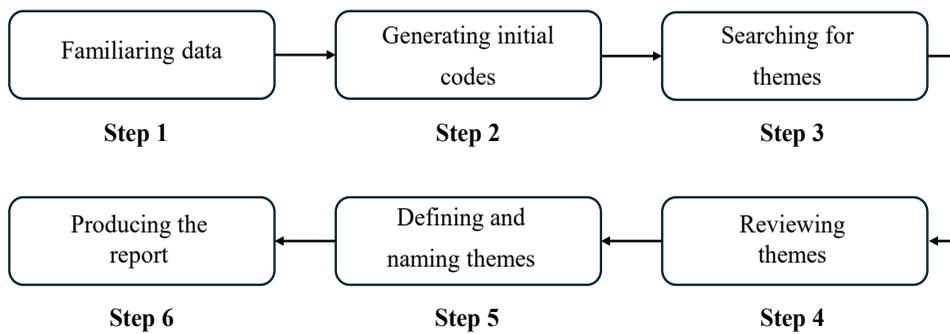 Familiaring data
Generating initial
codes
Searching for
themes
Step 1
Step 2
Step 3
Producing the
report
Defining and
naming themes
Reviewing
themes
Step 6
Step 5
Step 4